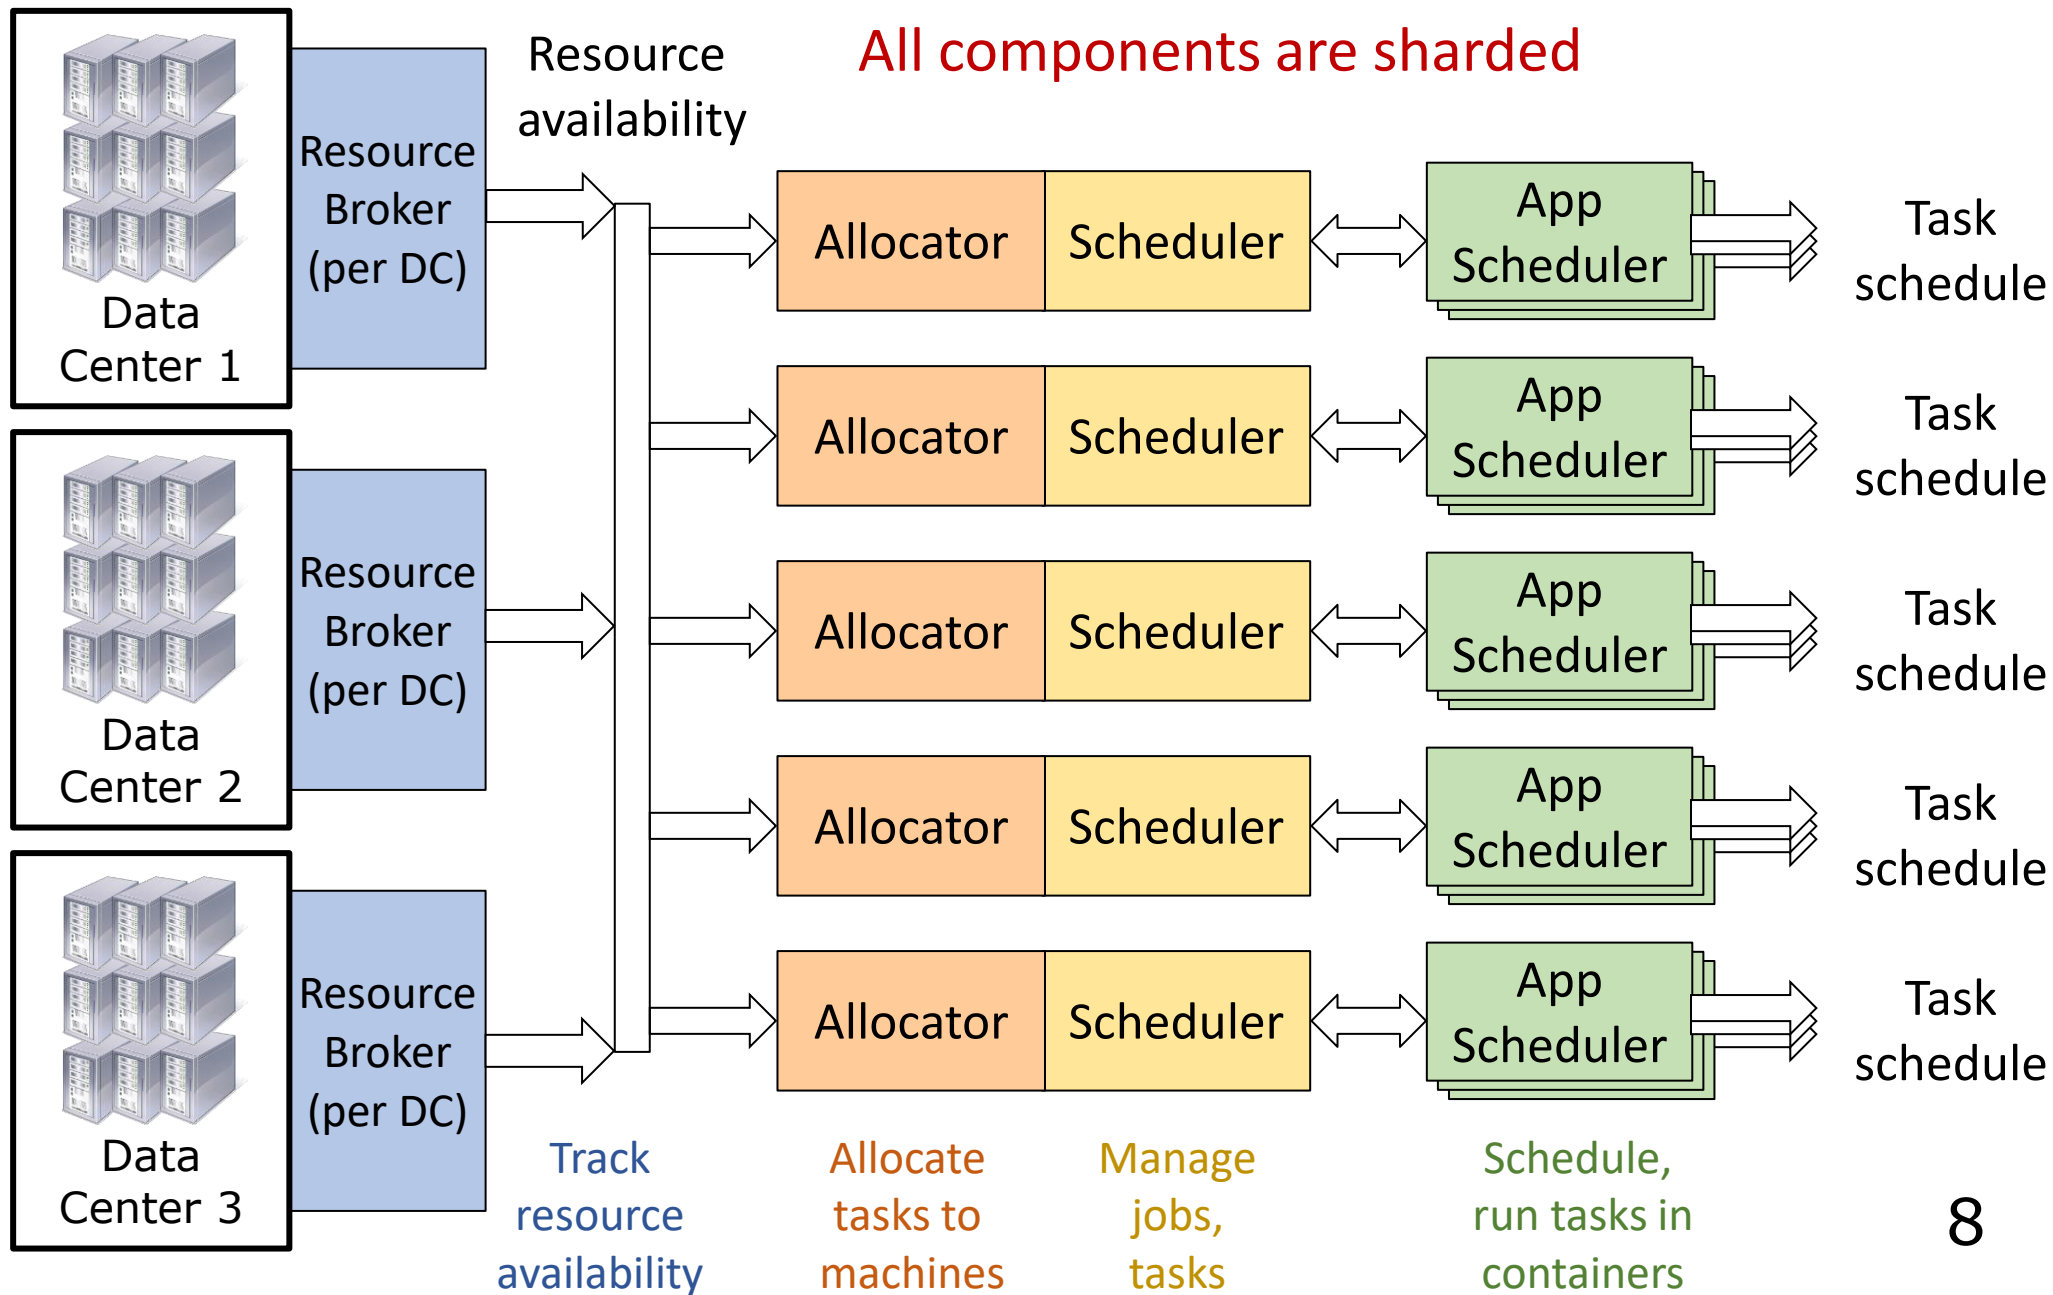 All components are sharded
Resource
availability
Data
Center 1
Resource
Broker
(per DC)
Allocator
Scheduler
App
Scheduler
Task
schedule
Allocator
Scheduler
App
Scheduler
Task
schedule
Data
Center 2
Resource
Broker
(per DC)
Allocator
Scheduler
App
Scheduler
Task
schedule
Allocator
Scheduler
App
Scheduler
Task
schedule
Data
Center 3
Resource
Broker
(per DC)
Allocator
Scheduler
App
Scheduler
Task
schedule
Track
resource
availability
Allocate
tasks to
machines
Manage
jobs,
tasks
Schedule,
run tasks in
containers
8